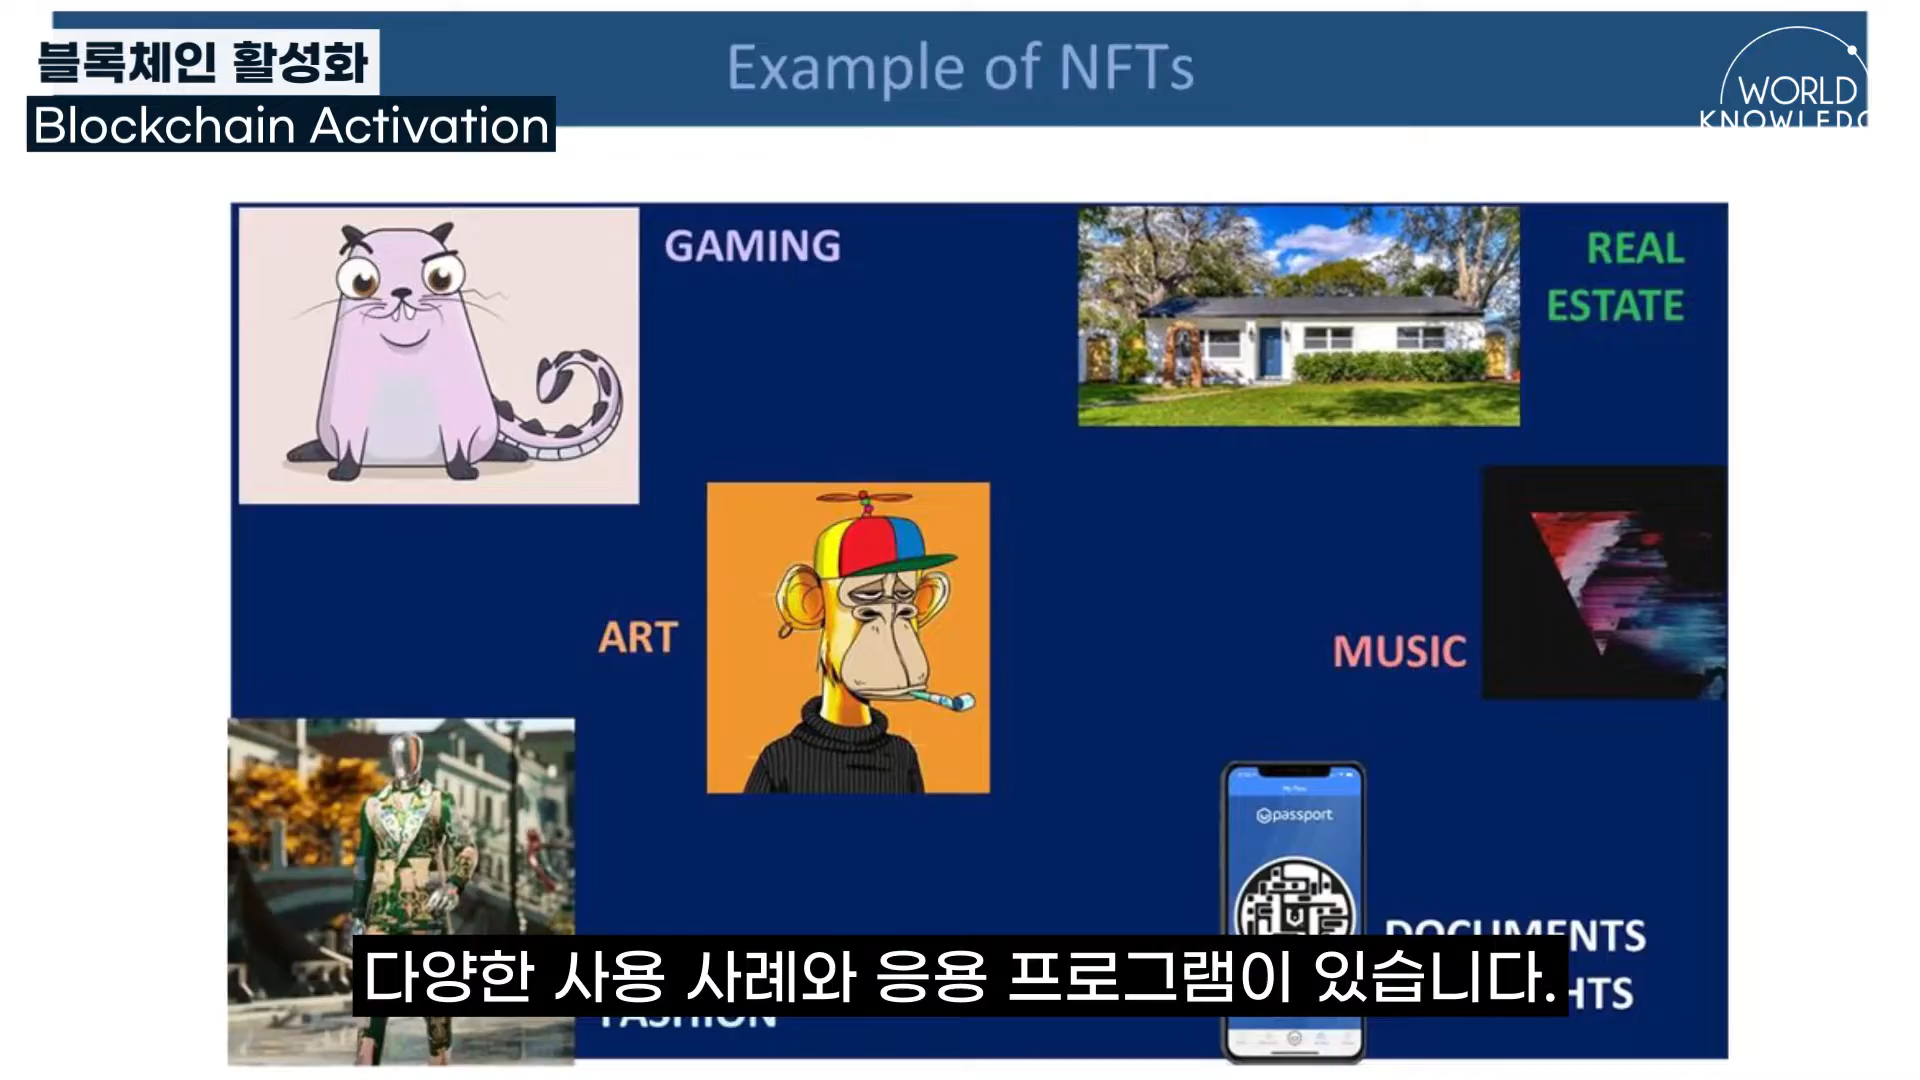 블록체인 활성화
Blockchain Activation
Example of NFTs
WORLD
GAMING
REAL
ESTATE
ART
MUSIC
passport
DOCUMENTS
다양한 사용 사례와 응용 프로그램이 있습니다.
FASHION